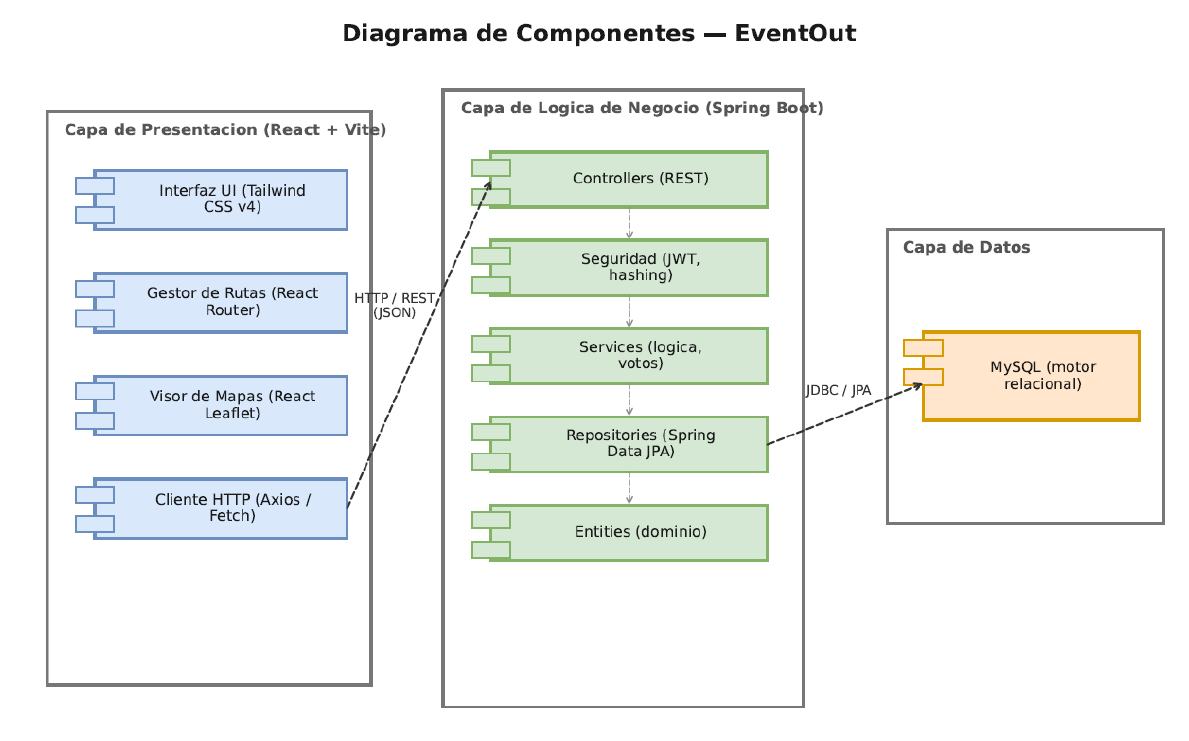 Diagrama de Componentes — EventOut
Capa de Presentacion (React + Vite)
Interfaz UI (Tailwind
CSS v4)
Gestor de Rutas (React
Router)
Visor de Mapas (React
Leaflet)
Cliente HTTP (Axios /
Fetch)
HTTP / REST
(JSON)
Capa de Logica de Negocio (Spring Boot)
Controllers (REST)
Seguridad (JWT,
hashing)
Services (logica,
votos)
Repositories (Spring
Data JPA)
Entities (dominio)
JDBC / JPA
Capa de Datos
MySQL (motor
relacional)